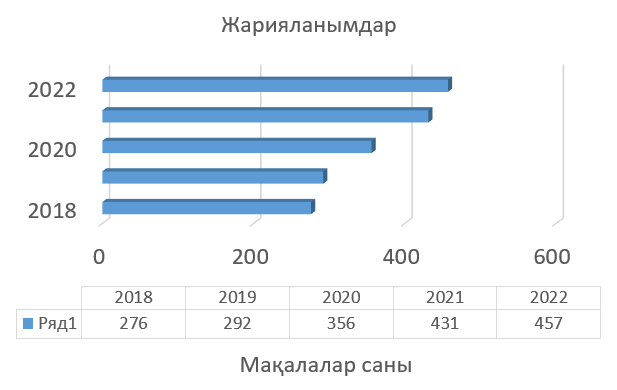 Жарияланымдар
2022
2020
2018
0 200 400 600
2018 2019 2020 2021 2022
Ряд1 276 292 356 431 457
Мақалалар саны